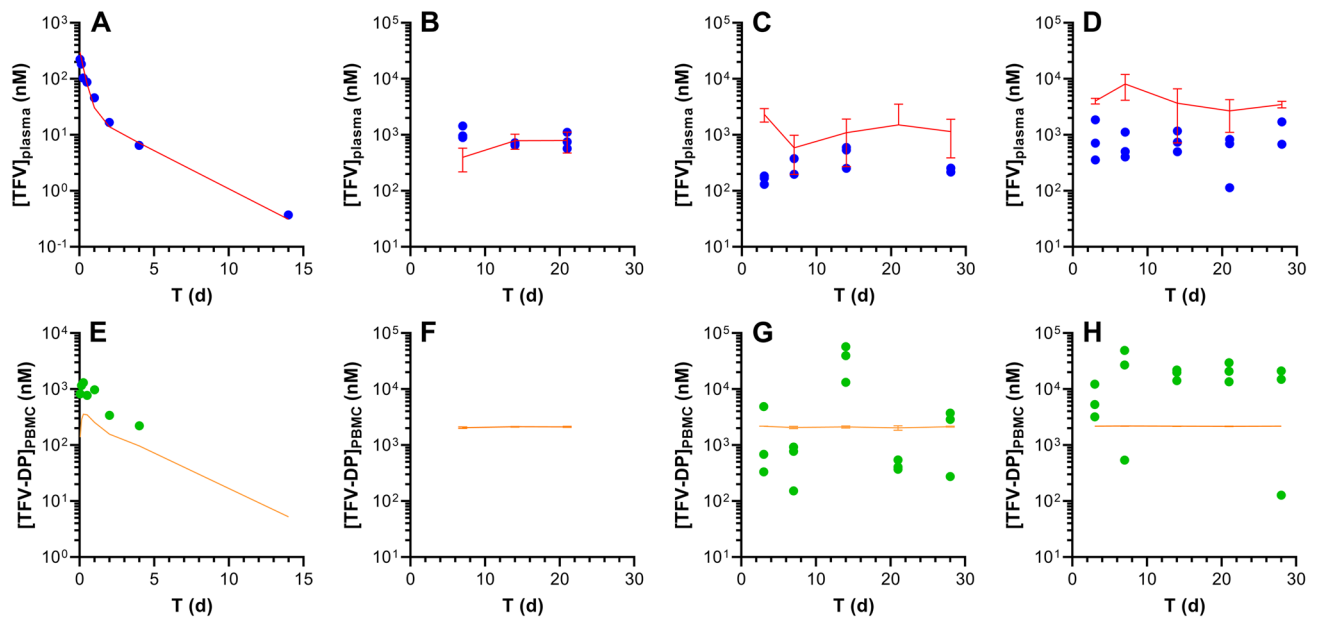 A
[TFV]plasma (nM)
10³
10²
10¹
10⁰
10⁻¹
0 5 10 15
T (d)
B
[TFV]plasma (nM)
10⁵
10⁴
10³
10²
10¹
0 10 20 30
T (d)
C
[TFV]plasma (nM)
10⁵
10⁴
10³
10²
10¹
0 10 20 30
T (d)
D
[TFV]plasma (nM)
10⁵
10⁴
10³
10²
10¹
0 10 20 30
T (d)
E
[TFV-DP]PBMC (nM)
10⁴
10³
10²
10¹
10⁰
0 5 10 15
T (d)
F
[TFV-DP]PBMC (nM)
10⁵
10⁴
10³
10²
10¹
0 10 20 30
T (d)
G
[TFV-DP]PBMC (nM)
10⁵
10⁴
10³
10²
10¹
0 10 20 30
T (d)
H
[TFV-DP]PBMC (nM)
10⁵
10⁴
10³
10²
10¹
0 10 20 30
T (d)